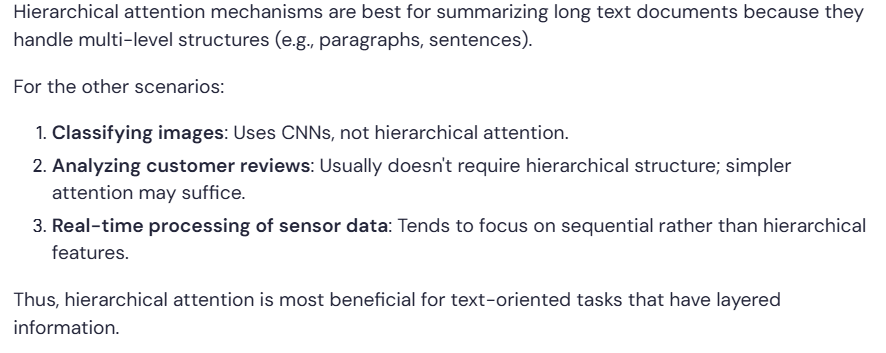 Hierarchical attention mechanisms are best for summarizing long text documents because they
handle multi-level structures (e.g., paragraphs, sentences).
For the other scenarios:
1. Classifying images: Uses CNNs, not hierarchical attention.
2. Analyzing customer reviews: Usually doesn't require hierarchical structure; simpler
attention may suffice.
3. Real-time processing of sensor data: Tends to focus on sequential rather than hierarchical
features.
Thus, hierarchical attention is most beneficial for text-oriented tasks that have layered
information.